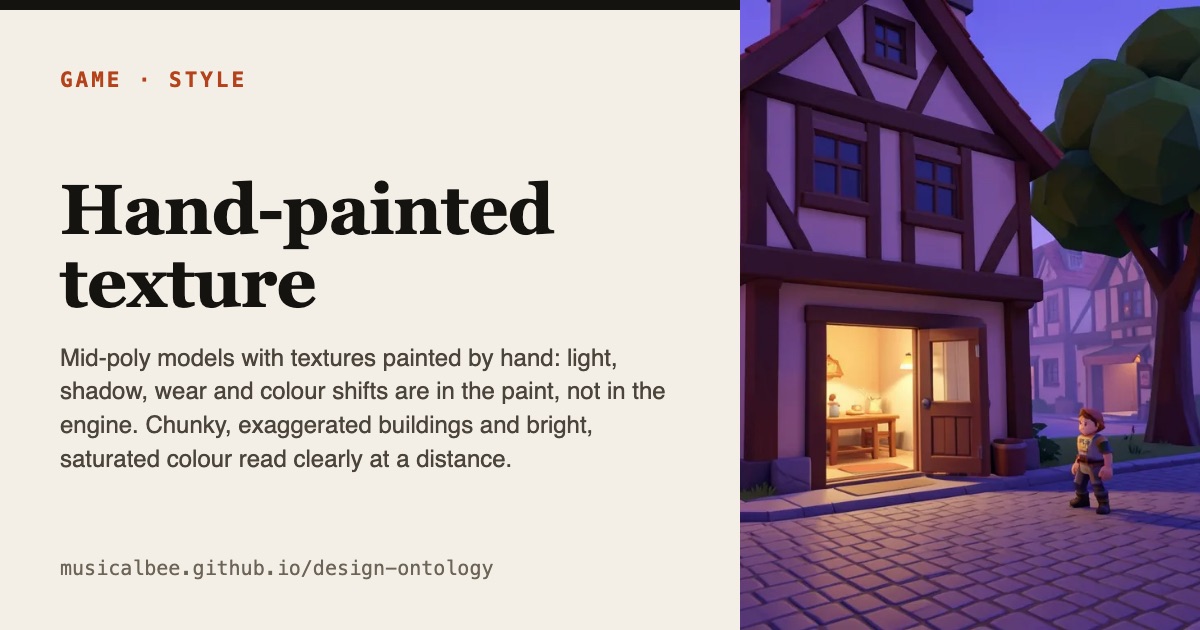 GAME · STYLE
Hand-painted
texture
Mid-poly models with textures painted by hand: light,
shadow, wear and colour shifts are in the paint, not in the
engine. Chunky, exaggerated buildings and bright,
saturated colour read clearly at a distance.
musicalbee.github.io/design-ontology